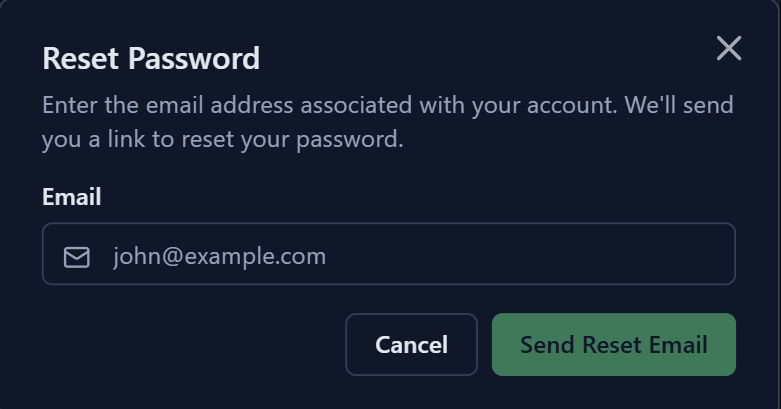 Reset Password
Enter the email address associated with your account. We'll send
you a link to reset your password.
Email
john@example.com
Cancel
Send Reset Email